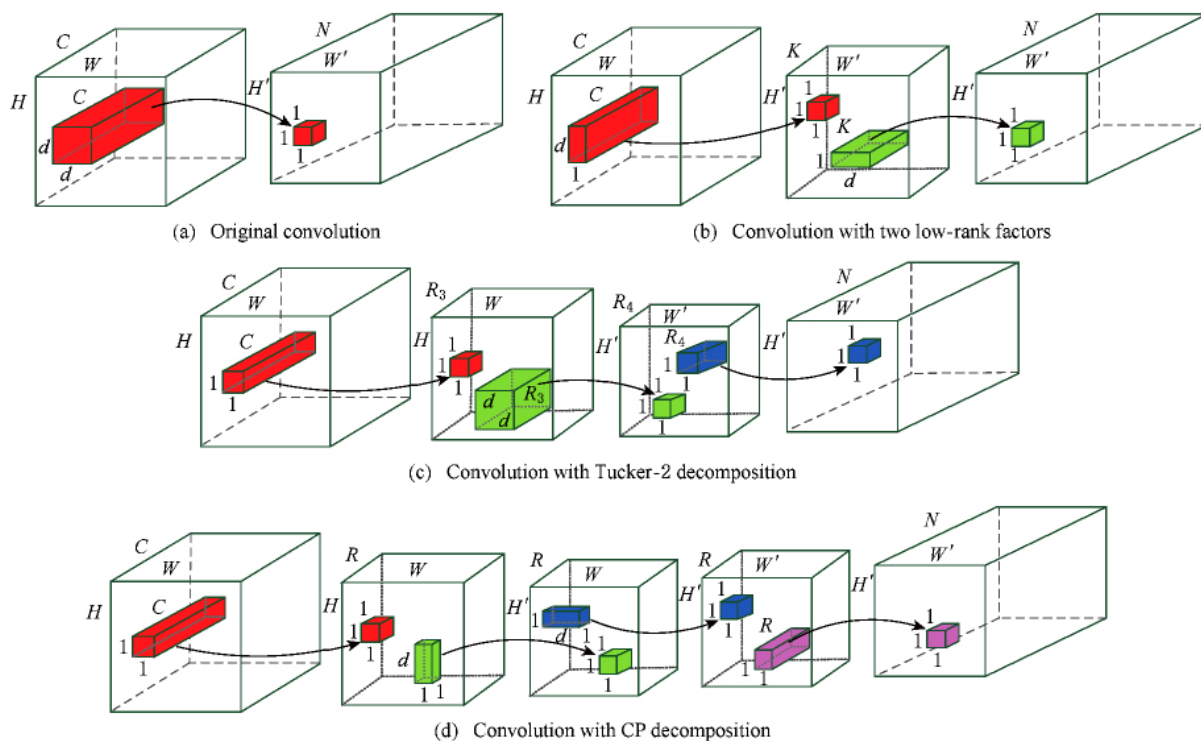 C
W
H
C
d
d
1
1
1
N
W'
H'
(a) Original convolution
C
W
H
C
d
1
K
W'
H'
1
1
1
K
1
d
N
W'
H'
1
1
1
(b) Convolution with two low-rank factors
C
W
H
C
1
1
R3
W
H
1
1
1
d
R3
d
R4
W'
H'
R4
1
1
1
1
1
N
W'
H'
1
1
1
(c) Convolution with Tucker-2 decomposition
C
W
H
C
1
1
R
W
H
1
1
1
d
1
1
R
W
H'
1
d
1
1
1
1
R
W'
H'
1
1
1
R
1
1
N
W'
H'
1
1
1
(d) Convolution with CP decomposition